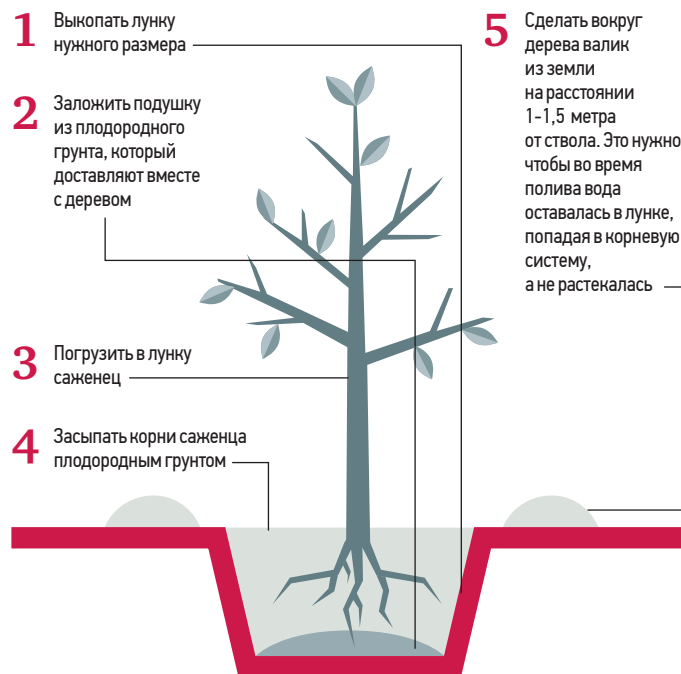 1
Выкопать лунку
нужного размера
2
Заложить подушку
из плодородного
грунта, который
доставляют вместе
с деревом
3
Погрузить в лунку
саженец
4
Засыпать корни саженца
плодородным грунтом
5
Сделать вокруг
дерева валик
из земли
на расстоянии
1-1,5 метра
от ствола. Это нужно
чтобы во время
полива вода
оставалась в лунке,
попадая в корневую
систему,
а не растекалась